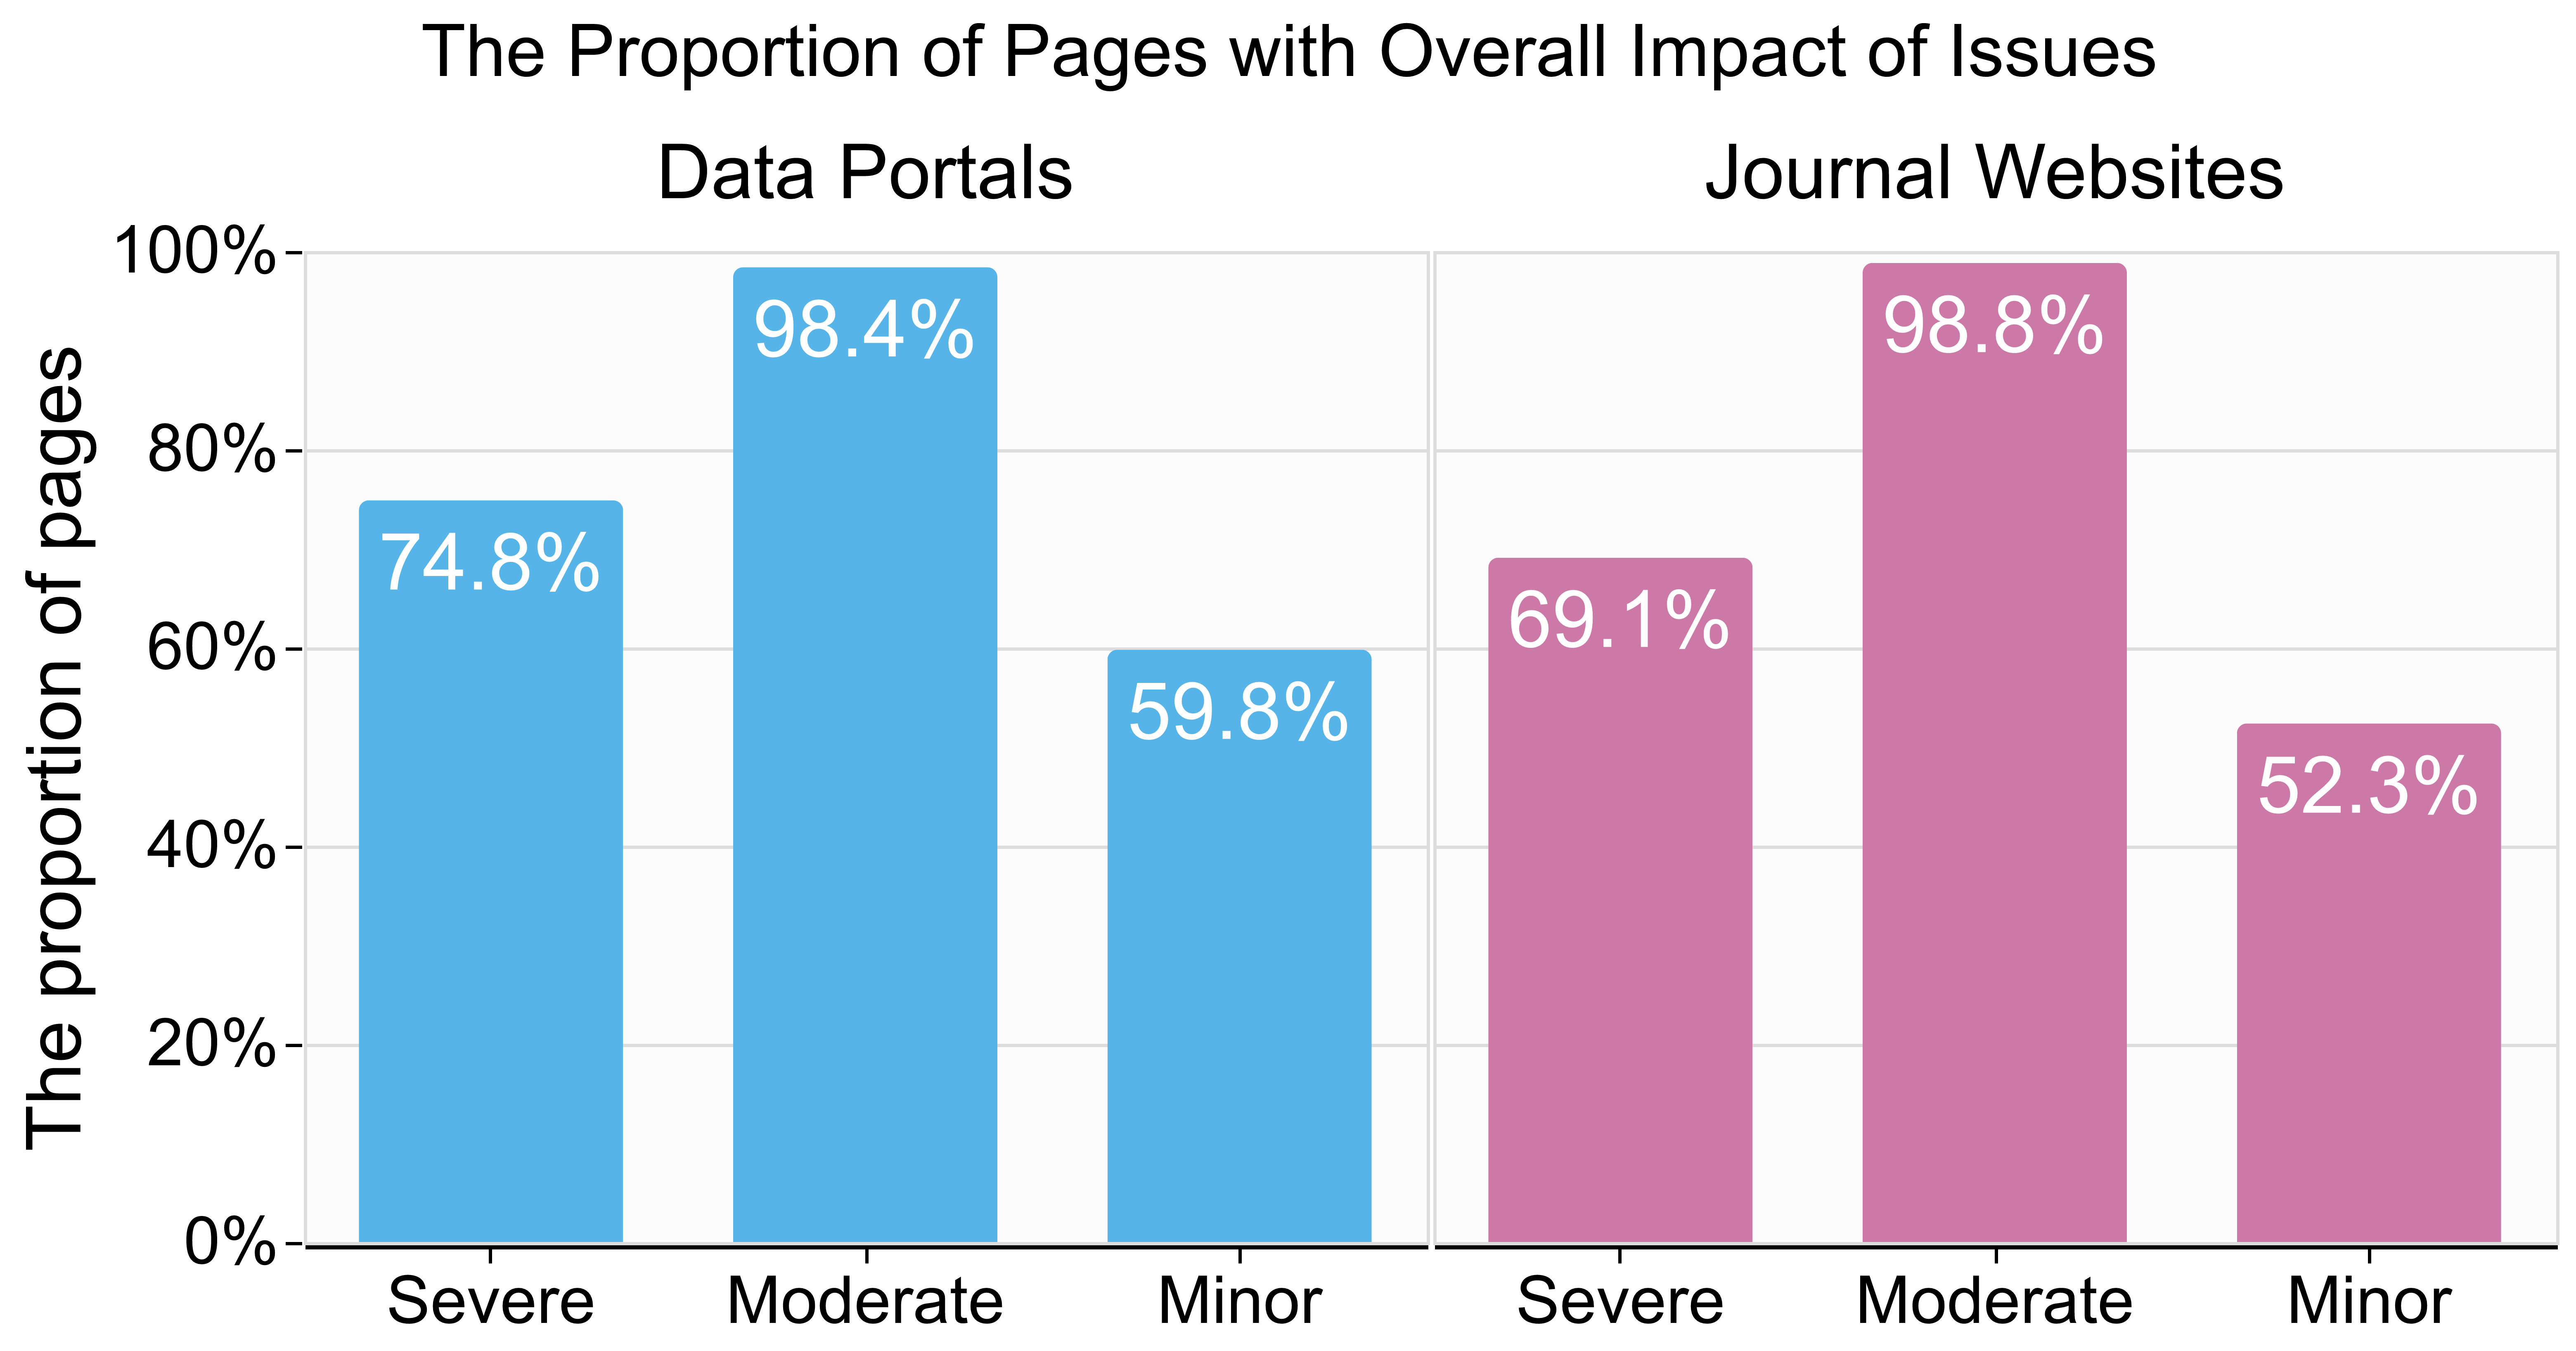 The Proportion of Pages with Overall Impact of Issues
Data Portals
Journal Websites
The proportion of pages
100%
80%
60%
40%
20%
0%
74.8%
98.4%
59.8%
69.1%
98.8%
52.3%
Severe
Moderate
Minor
Severe
Moderate
Minor